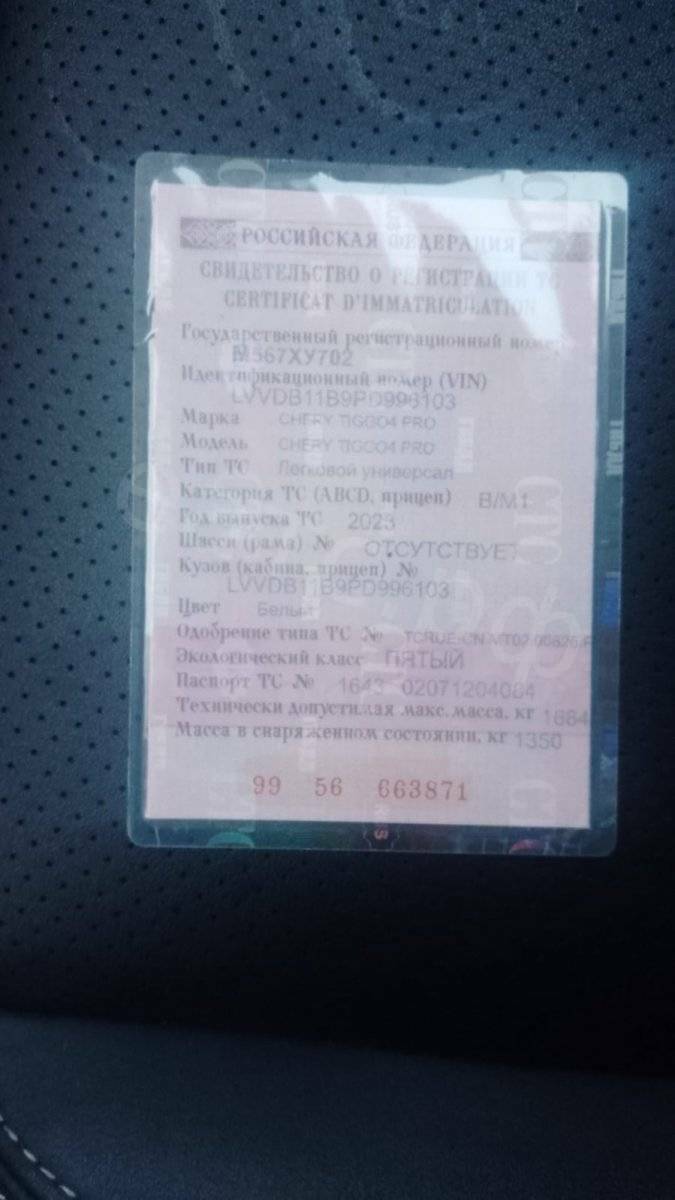 РОССИЙСКАЯ ФЕДЕРАЦИЯ
СВИДЕТЕЛЬСТВО О РЕГИСТРАЦИИ ТС
CERTIFICAT D'IMMATRICULATION
Государственный регистрационный номер
М567ХУ702
Идентификационный номер (VIN)
LVVDB11B9PD996103
Марка CHERY TIGGO4 PRO
Модель CHERY TIGGO4 PRO
Тип ТС Легковой универсал
Категория ТС (ABCD, прицеп) B/M1
Год выпуска ТС 2023
Шасси (рама) № ОТСУТСТВУЕТ
Кузов (кабина, прицеп) №
LVVDB11B9PD996103
Цвет Белый
Одобрение типа ТС №
Экологический класс ПЯТЫЙ
Паспорт ТС № 1643 02071204084
Технически допустимая макс. масса, кг 1884
Масса в снаряженном состоянии, кг 1350
99 56 663871